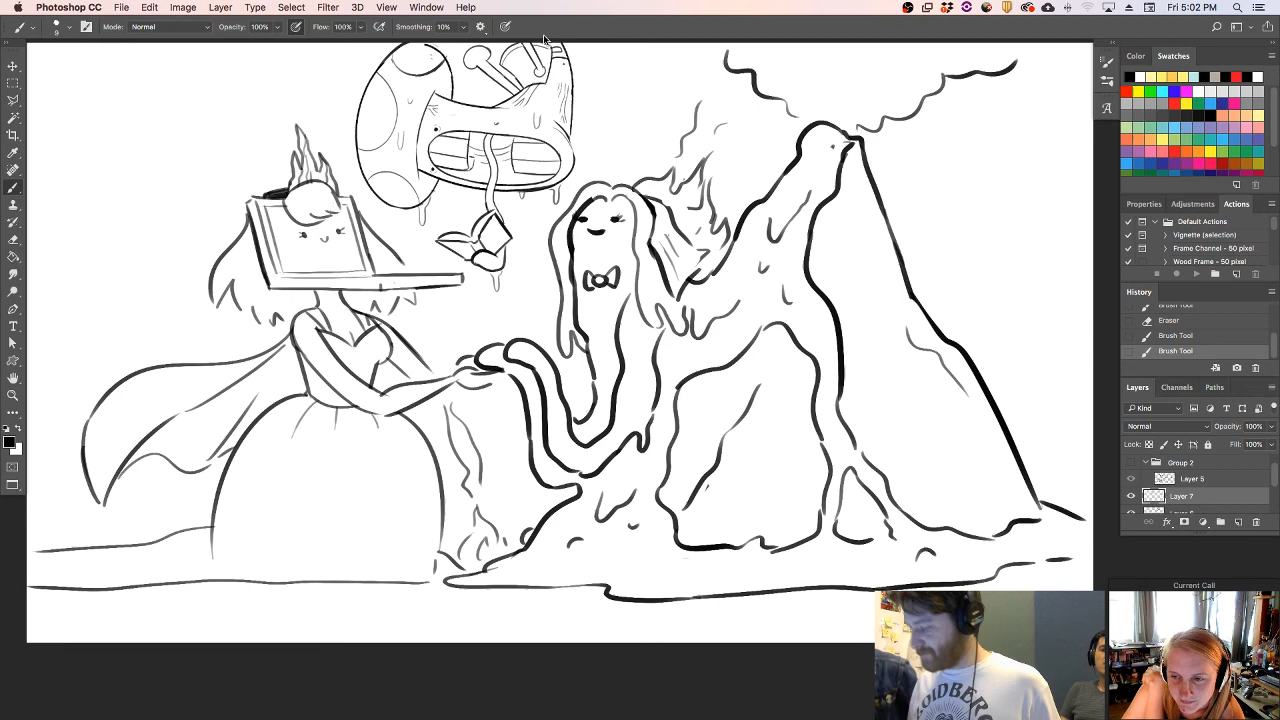 Photoshop CC File Edit Image Layer Type Select Filter 3D View Window Help Fri 5:02 PM
9 Mode: Normal Opacity: 100% Flow: 100% Smoothing: 10%
Color Swatches
Properties Adjustments Actions
Default Actions
Vignette (selection)
Frame Channel - 50 pixel
Wood Frame - 50 pixel
History
Brush Tool
Eraser
Brush Tool
Brush Tool
Layers Channels Paths
Kind
Normal Opacity: 100%
Lock: Fill: 100%
Group 2
Layer 5
Layer 7
Current Call